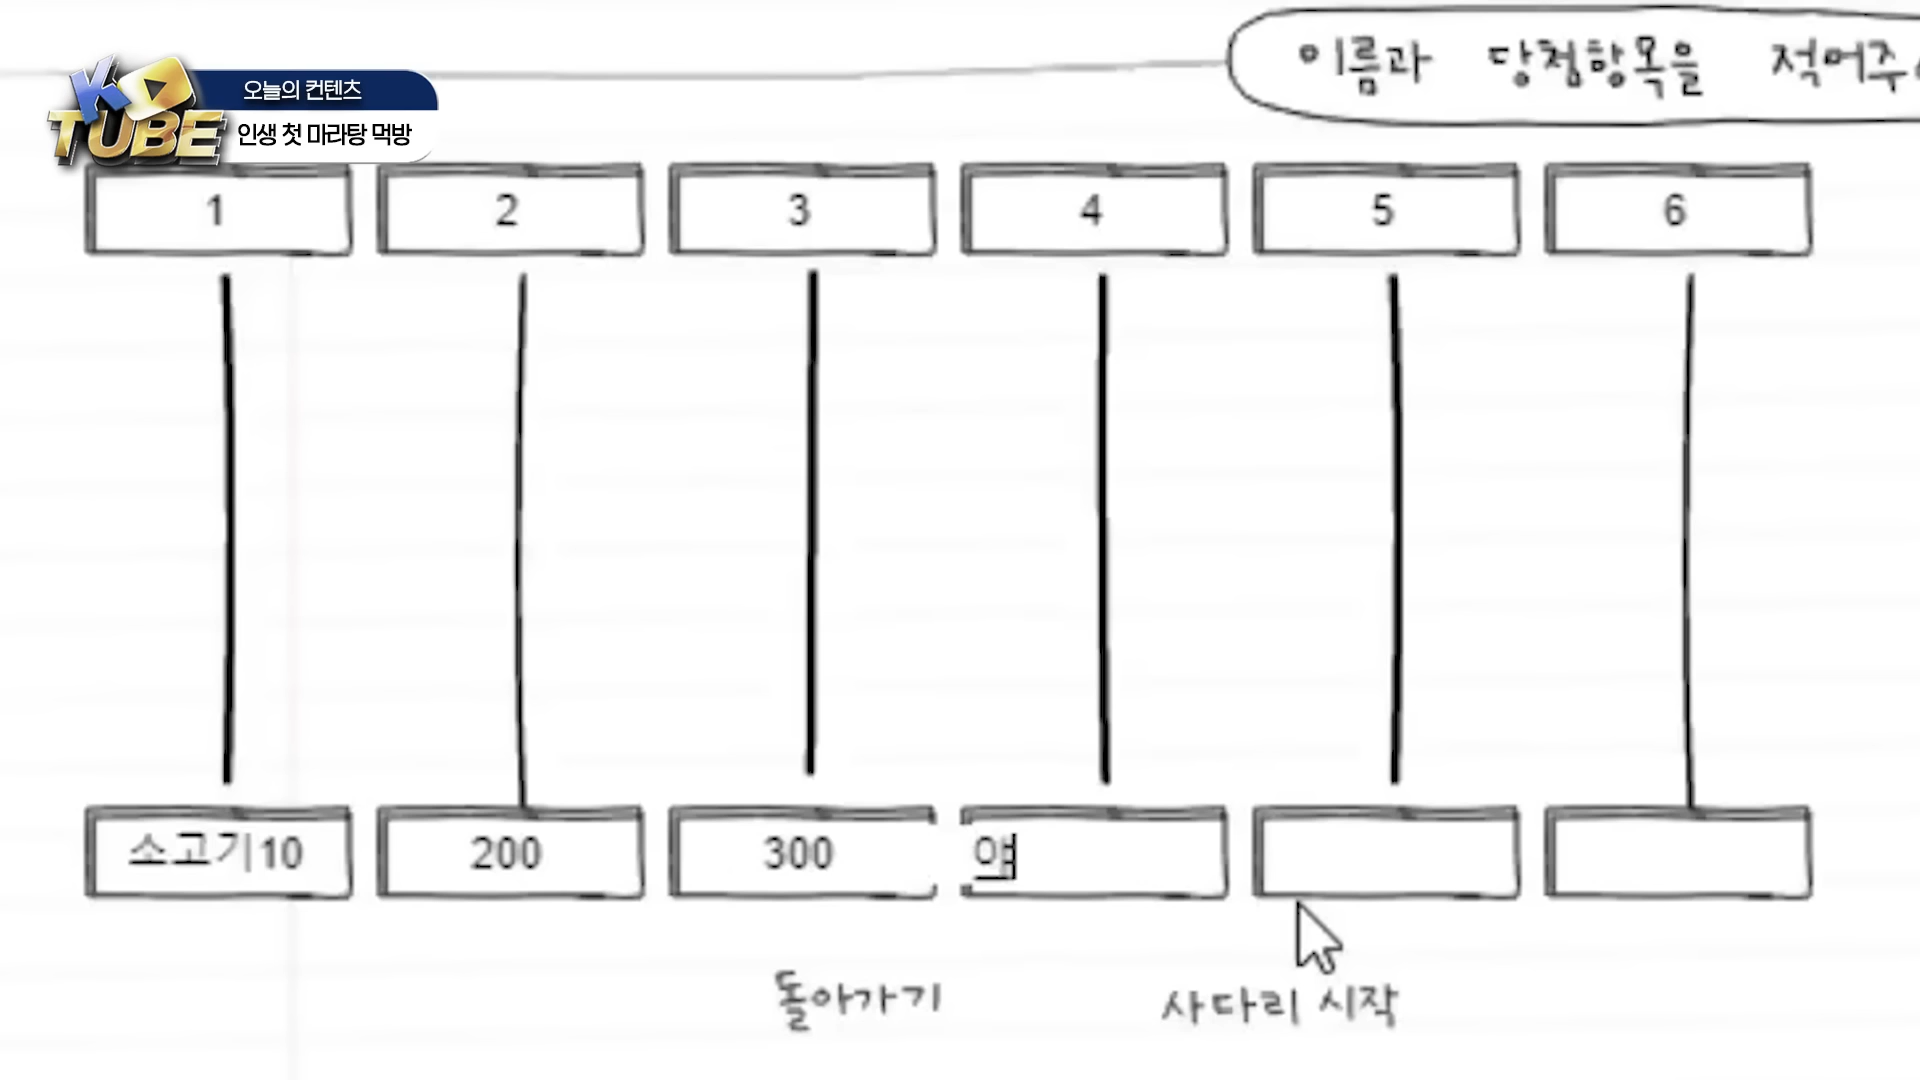 이름과 당첨항목을 적어주
K TUBE
오늘의 컨텐츠
인생 첫 마라탕 먹방
1 2 3 4 5 6
소고기10 200 300 얩
돌아가기 사다리 시작